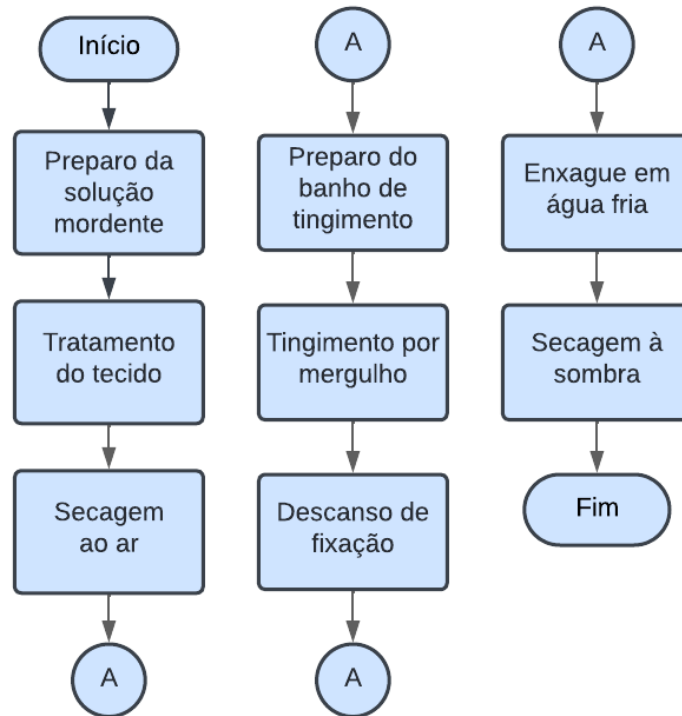 Início
Preparo da
solução
mordente
Tratamento
do tecido
Secagem
ao ar
A
A
Preparo do
banho de
tingimento
Tingimento por
mergulho
Descanso de
fixação
A
A
Enxague em
água fria
Secagem à
sombra
Fim